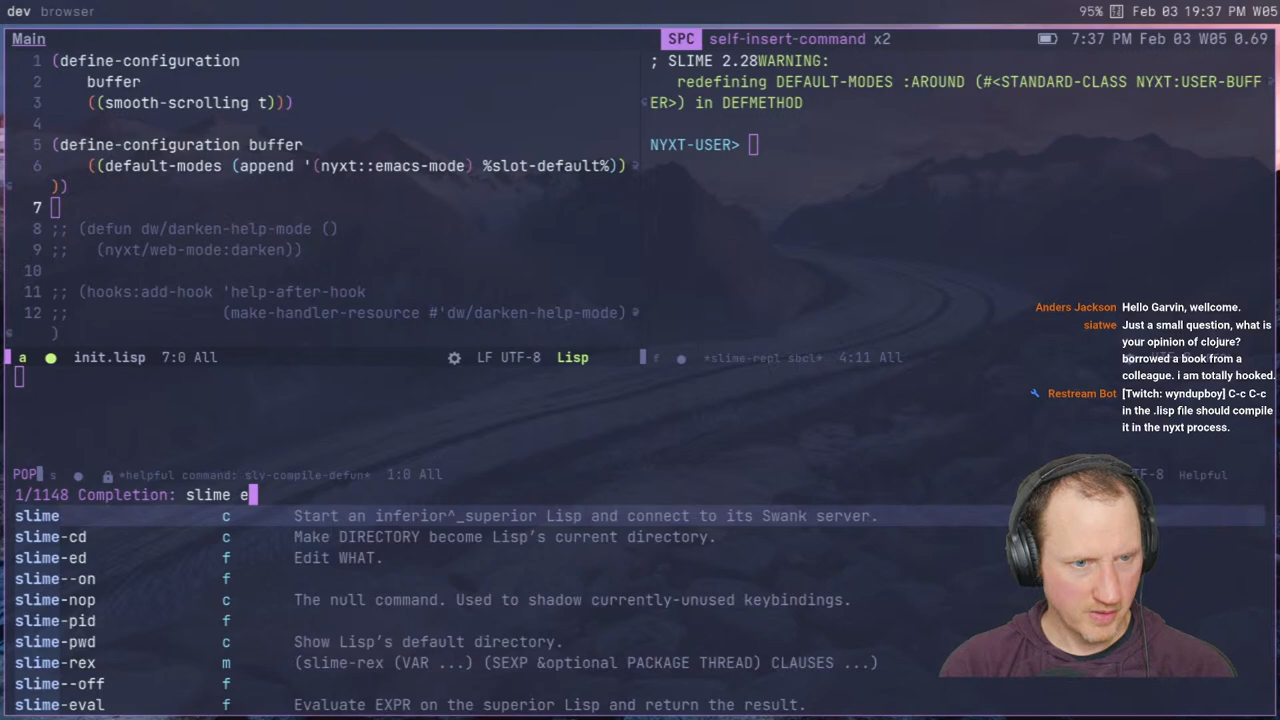 dev browser
95% Feb 03 19:37 PM W05
Main
SPC self-insert-command x2
7:37 PM Feb 03 W05 0.69
1 (define-configuration
2 buffer
3 ((smooth-scrolling t)))
4
5 (define-configuration buffer
6 ((default-modes (append '(nyxt::emacs-mode) %slot-default%))
))
7
8 ;; (defun dw/darken-help-mode ()
9 ;; (nyxt/web-mode:darken))
10
11 ;; (hooks:add-hook 'help-after-hook
12 ;; (make-handler-resource #'dw/darken-help-mode)
)
; SLIME 2.28WARNING:
redefining DEFAULT-MODES :AROUND (#<STANDARD-CLASS NYXT:USER-BUFF
ER>) in DEFMETHOD
NYXT-USER>
a init.lisp 7:0 All LF UTF-8 Lisp
f *slime-repl sbcl* 4:11 All
Anders Jackson Hello Garvin, wellcome.
siatwe Just a small question, what is
your opinion of clojure?
borrowed a book from a
colleague. i am totally hooked.
Restream Bot [Twitch: wyndupboy] C-c C-c
in the .lisp file should compile
it in the nyxt process.
POP s *helpful command: sly-compile-defun* 1:0 All
TF-8 Helpful
1/1148 Completion: slime e
slime c Start an inferior^_superior Lisp and connect to its Swank server.
slime-cd c Make DIRECTORY become Lisp's current directory.
slime-ed f Edit WHAT.
slime--on f
slime-nop c The null command. Used to shadow currently-unused keybindings.
slime-pid f
slime-pwd c Show Lisp's default directory.
slime-rex m (slime-rex (VAR ...) (SEXP &optional PACKAGE THREAD) CLAUSES ...)
slime--off f
slime-eval f Evaluate EXPR on the superior Lisp and return the result.